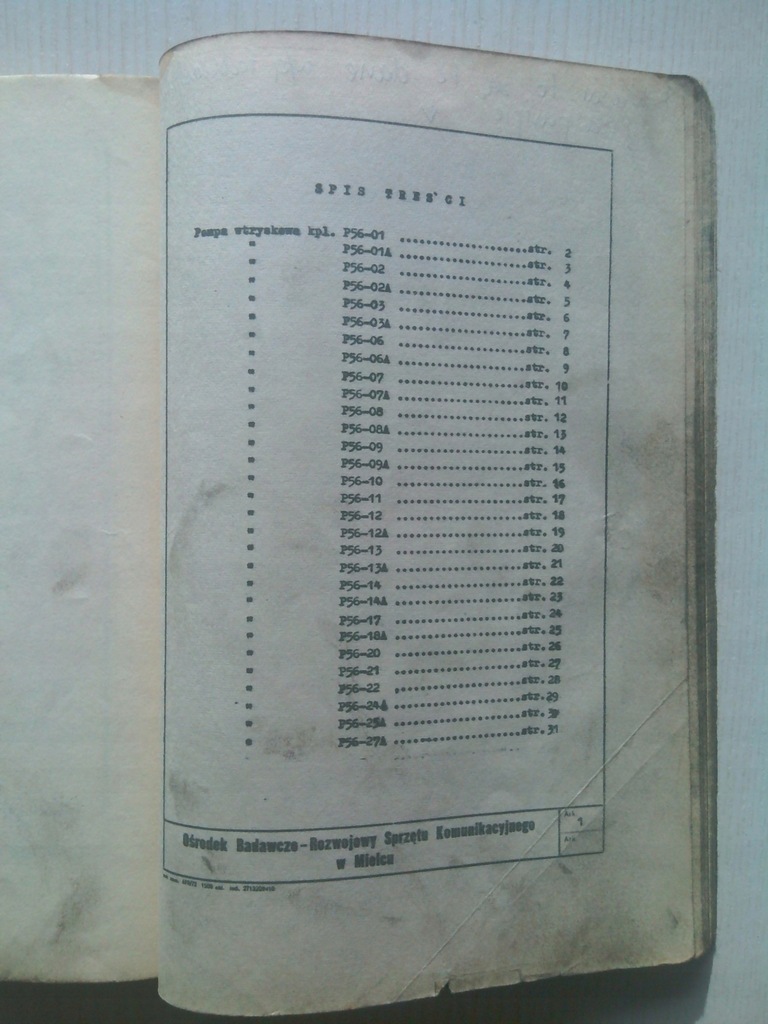 SPIS TREŚCI
Pompa wtryskowa kpł. P56-01 ......................str. 2
" P56-01A ......................str. 3
" P56-02 ......................str. 4
" P56-02A ......................str. 5
" P56-03 ......................str. 6
" P56-03A ......................str. 7
" P56-06 ......................str. 8
" P56-06A ......................str. 9
" P56-07 ......................str. 10
" P56-07A ......................str. 11
" P56-08 ......................str. 12
" P56-08A ......................str. 13
" P56-09 ......................str. 14
" P56-09A ......................str. 15
" P56-10 ......................str. 16
" P56-11 ......................str. 17
" P56-12 ......................str. 18
" P56-12A ......................str. 19
" P56-13 ......................str. 20
" P56-13A ......................str. 21
" P56-14 ......................str. 22
" P56-14A ......................str. 23
" P56-17 ......................str. 24
" P56-18A ......................str. 25
" P56-20 ......................str. 26
" P56-21 ......................str. 27
" P56-22 ......................str. 28
" P56-24A ......................str. 29
" P56-25A ......................str. 30
" P56-27A ......................str. 31
Ośrodek Badawczo-Rozwojowy Sprzętu Komunikacyjnego
w Mielcu
Ark. 1
Ark.